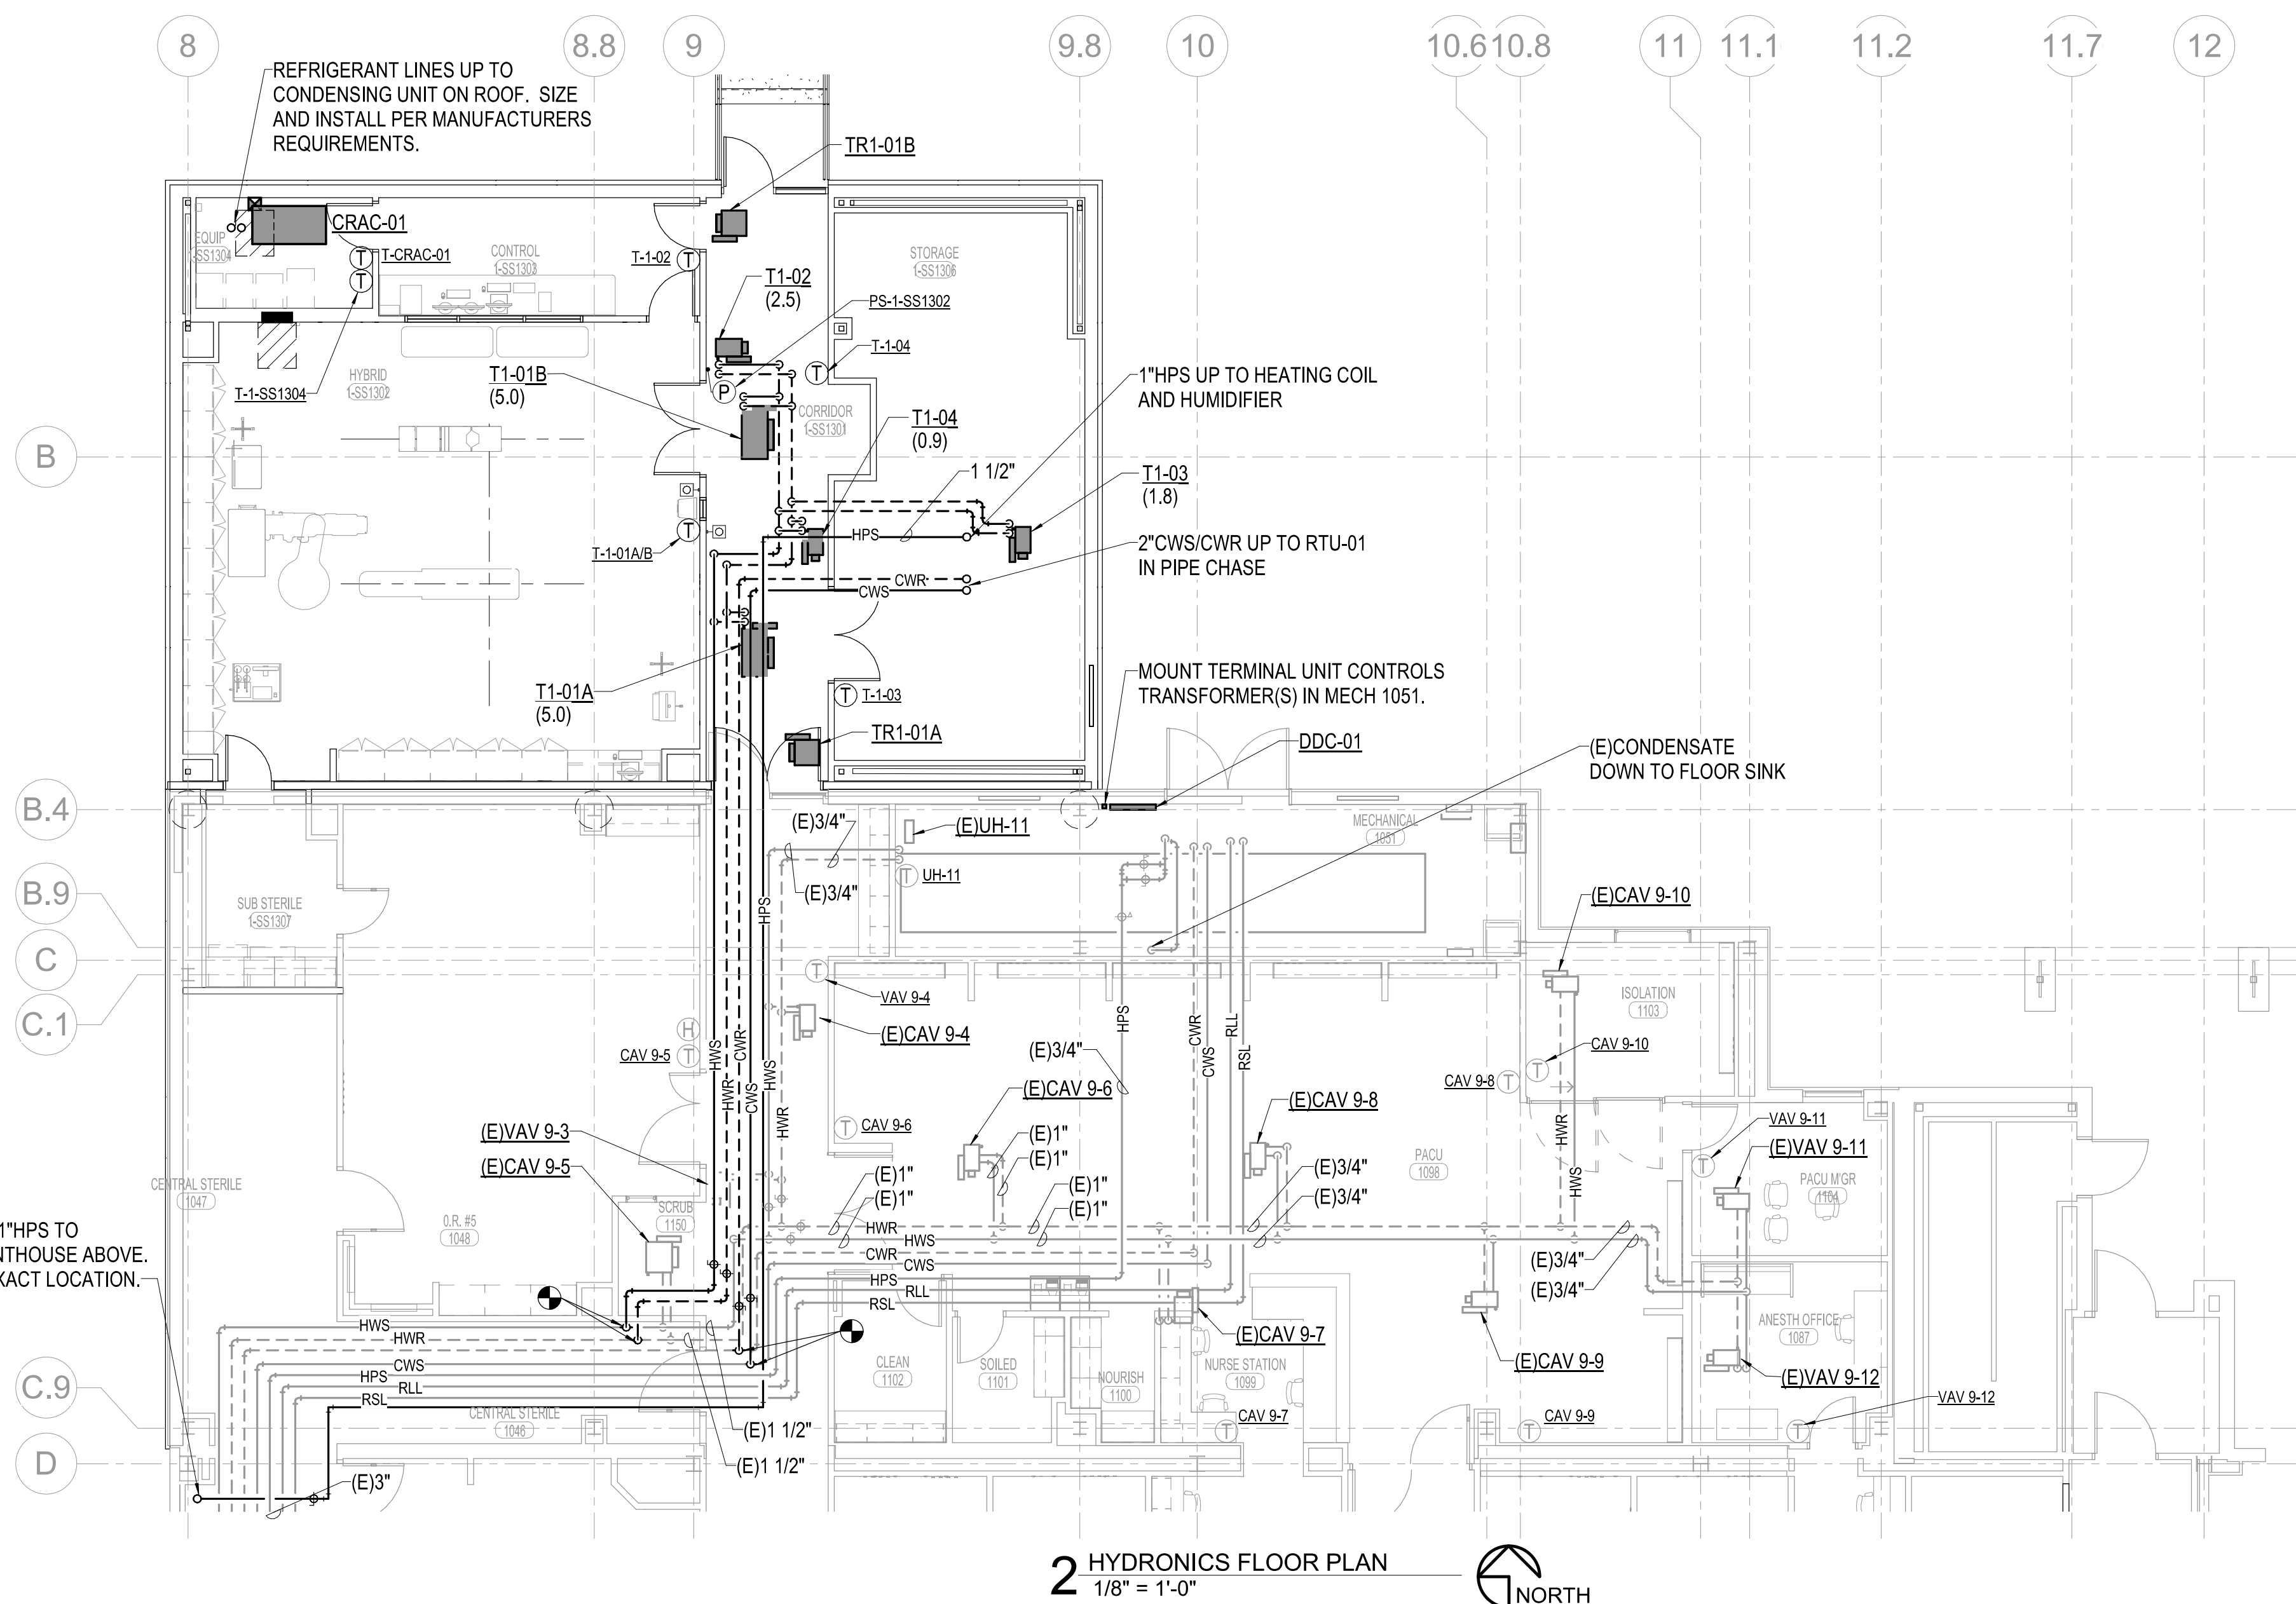 8
8.8
9
9.8
10
10.6
10.8
11
11.1
11.2
11.7
12
REFRIGERANT LINES UP TO
CONDENSING UNIT ON ROOF. SIZE
AND INSTALL PER MANUFACTURERS
REQUIREMENTS.
TR1-01B
CRAC-01
EQUIP
1-SS1304
T
T-CRAC-01
T
CONTROL
1-SS1303
T-1-02
T
STORAGE
1-SS1306
T1-02
(2.5)
PS-1-SS1302
T-1-04
T
P
HYBRID
1-SS1302
T-1-SS1304
T1-01B
(5.0)
CORRIDOR
1-SS1301
T1-04
(0.9)
1"HPS UP TO HEATING COIL
AND HUMIDIFIER
B
1 1/2"
T1-03
(1.8)
HPS
T
T-1-01A/B
2"CWS/CWR UP TO RTU-01
IN PIPE CHASE
CWR
CWS
T1-01A
(5.0)
T
T-1-03
MOUNT TERMINAL UNIT CONTROLS
TRANSFORMER(S) IN MECH 1051.
TR1-01A
DDC-01
(E)CONDENSATE
DOWN TO FLOOR SINK
B.4
(E)3/4"
(E)UH-11
MECHANICAL
1051
T
UH-11
(E)3/4"
B.9
SUB STERILE
1-SS1307
HPS
(E)CAV 9-10
C
T
VAV 9-4
ISOLATION
1103
C.1
H
T
CAV 9-5
(E)CAV 9-4
HWS
HWR
CWR
CWS
HWS
HWR
HPS
CWR
CWS
RLL
RSL
(E)3/4"
CAV 9-10
T
CAV 9-8
T
(E)CAV 9-6
(E)CAV 9-8
T
CAV 9-6
(E)VAV 9-3
(E)CAV 9-5
(E)1"
(E)1"
HWR
HWS
VAV 9-11
(E)VAV 9-11
T
PACU
1098
PACU M'GR
1104
CENTRAL STERILE
1047
(E)1"
(E)1"
(E)1"
(E)1"
(E)3/4"
(E)3/4"
O.R. #5
1048
SCRUB
1150
1"HPS TO
NTHOUSE ABOVE.
XACT LOCATION.
HWR
HWS
CWR
CWS
HPS
RLL
RSL
(E)3/4"
(E)3/4"
HWS
HWR
CWS
HPS
RLL
RSL
ANESTH OFFICE
1087
(E)CAV 9-7
(E)CAV 9-9
(E)VAV 9-12
CLEAN
1102
SOILED
1101
NOURISH
1100
NURSE STATION
1099
C.9
CENTRAL STERILE
1046
VAV 9-12
T
CAV 9-7
T
CAV 9-9
T
(E)1 1/2"
(E)1 1/2"
D
(E)3"
2 HYDRONICS FLOOR PLAN
1/8" = 1'-0"
NORTH